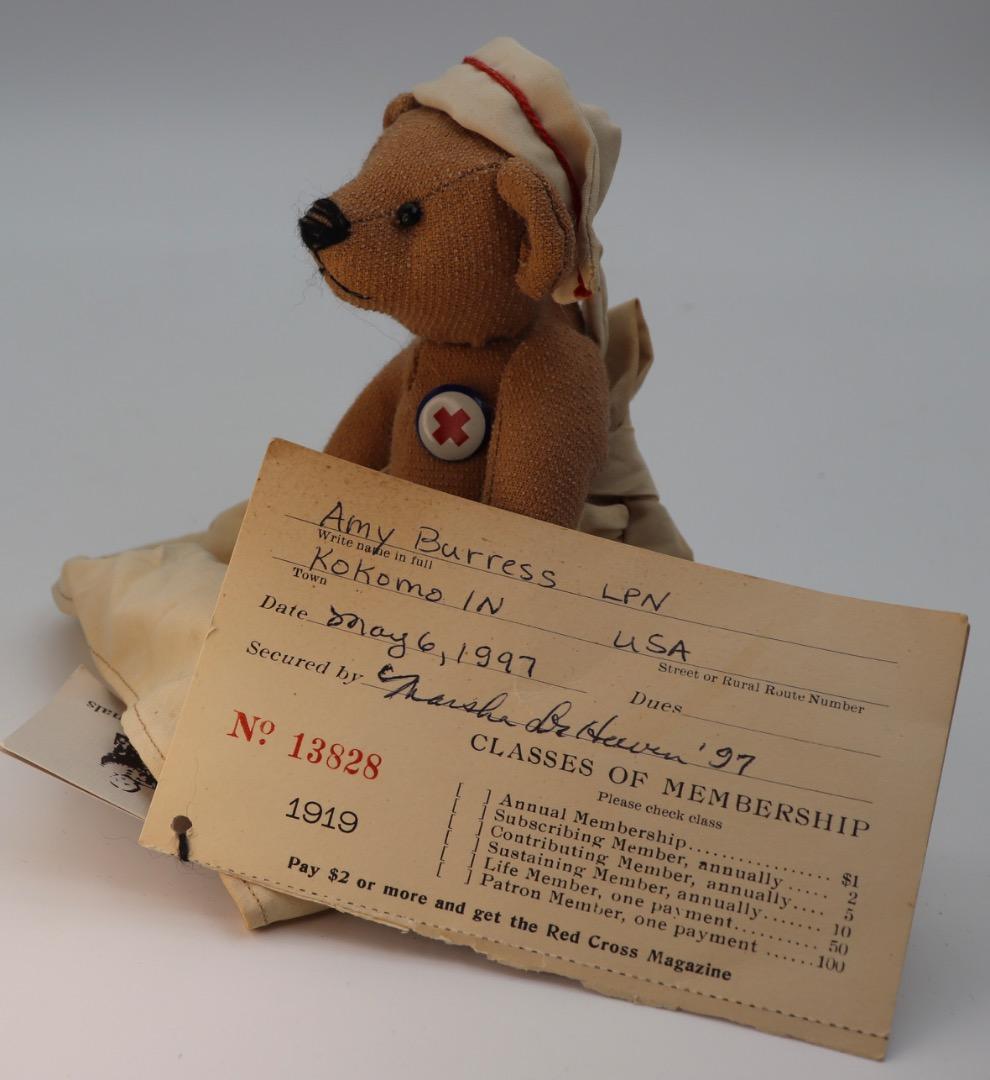 Amy Burress LPN
Write name in full
Kokomo IN USA
Town Street or Rural Route Number
Date May 6, 1997 Dues
Secured by Marsha DeHeven '97
No 13828
1919
CLASSES OF MEMBERSHIP
Please check class
[ ] Annual Membership.................. $1
[ ] Subscribing Member, annually ..... 2
[ ] Contributing Member, annually .... 5
[ ] Sustaining Member, annually....... 10
[ ] Life Member, one payment.......... 50
[ ] Patron Member, one payment ......100
Pay $2 or more and get the Red Cross Magazine